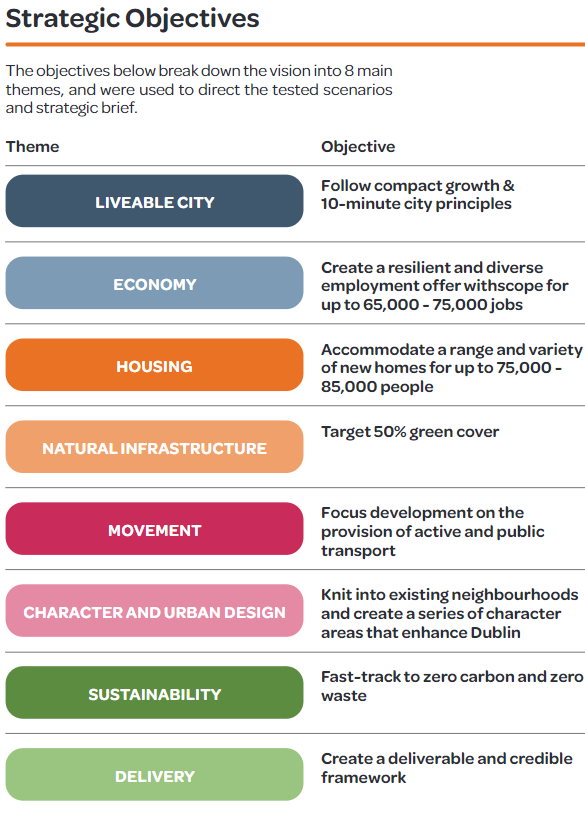 Strategic Objectives
The objectives below break down the vision into 8 main
themes, and were used to direct the tested scenarios
and strategic brief.
Theme
Objective
LIVEABLE CITY
Follow compact growth &
10-minute city principles
ECONOMY
Create a resilient and diverse
employment offer withscope for
up to 65,000 - 75,000 jobs
HOUSING
Accommodate a range and variety
of new homes for up to 75,000 -
85,000 people
NATURAL INFRASTRUCTURE
Target 50% green cover
MOVEMENT
Focus development on the
provision of active and public
transport
CHARACTER AND URBAN DESIGN
Knit into existing neighbourhoods
and create a series of character
areas that enhance Dublin
SUSTAINABILITY
Fast-track to zero carbon and zero
waste
DELIVERY
Create a deliverable and credible
framework